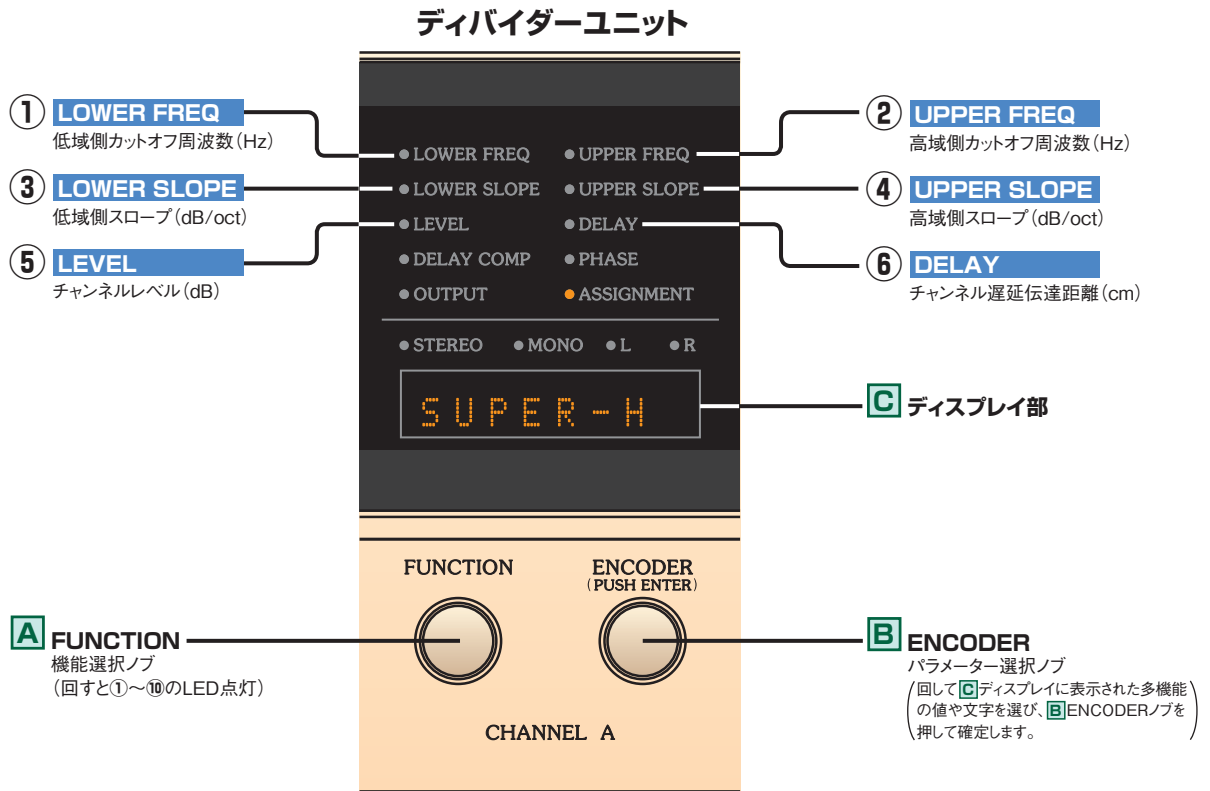 ディバイダーユニット
① LOWER FREQ
低域側カットオフ周波数（Hz）
③ LOWER SLOPE
低域側スロープ（dB/oct）
⑤ LEVEL
チャンネルレベル（dB）
② UPPER FREQ
高域側カットオフ周波数（Hz）
④ UPPER SLOPE
高域側スロープ（dB/oct）
⑥ DELAY
チャンネル遅延伝達距離（cm）
LOWER FREQ UPPER FREQ
LOWER SLOPE UPPER SLOPE
LEVEL DELAY
DELAY COMP PHASE
OUTPUT ASSIGNMENT
STEREO MONO L R
SUPER-H
C ディスプレイ部
FUNCTION ENCODER
(PUSH ENTER)
A FUNCTION
機能選択ノブ
（回すと①～⑩のLED点灯）
B ENCODER
パラメーター選択ノブ
（回してCディスプレイに表示された多機能
の値や文字を選び、BENCODERノブを
押して確定します。）
CHANNEL A